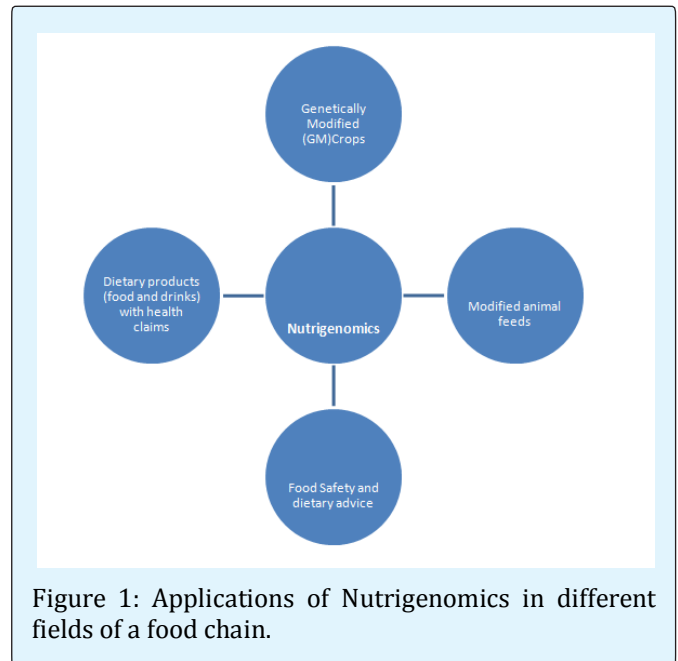 Genetically
Modified
(GM)Crops
Dietary products
(food and drinks)
with health
claims
Nutrigenomics
Modified animal
feeds
Food Safety and
dietary advice
Figure 1: Applications of Nutrigenomics in different
fields of a food chain.